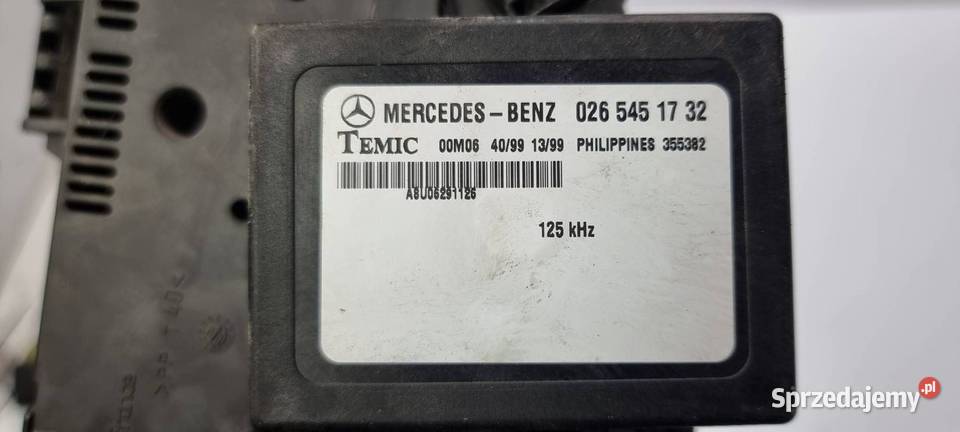 MERCEDES-BENZ 026 545 17 32
TEMIC 00M06 40/99 13/99 PHILIPPINES 355382
A8U06291126
125 kHz
Sprzedajemy.pl